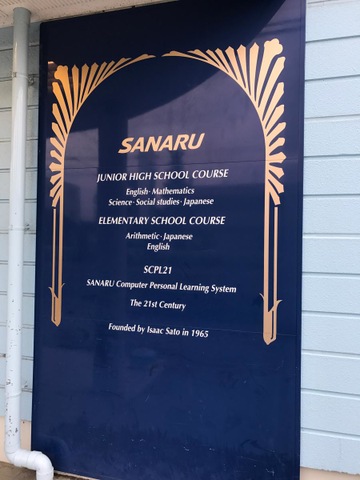 SANARU
JUNIOR HIGH SCHOOL COURSE
English · Mathematics
Science · Social studies · Japanese
ELEMENTARY SCHOOL COURSE
Arithmetic · Japanese
English
SCPL21
SANARU Computer Personal Learning System
The 21st Century
Founded by Isaac Sato in 1965